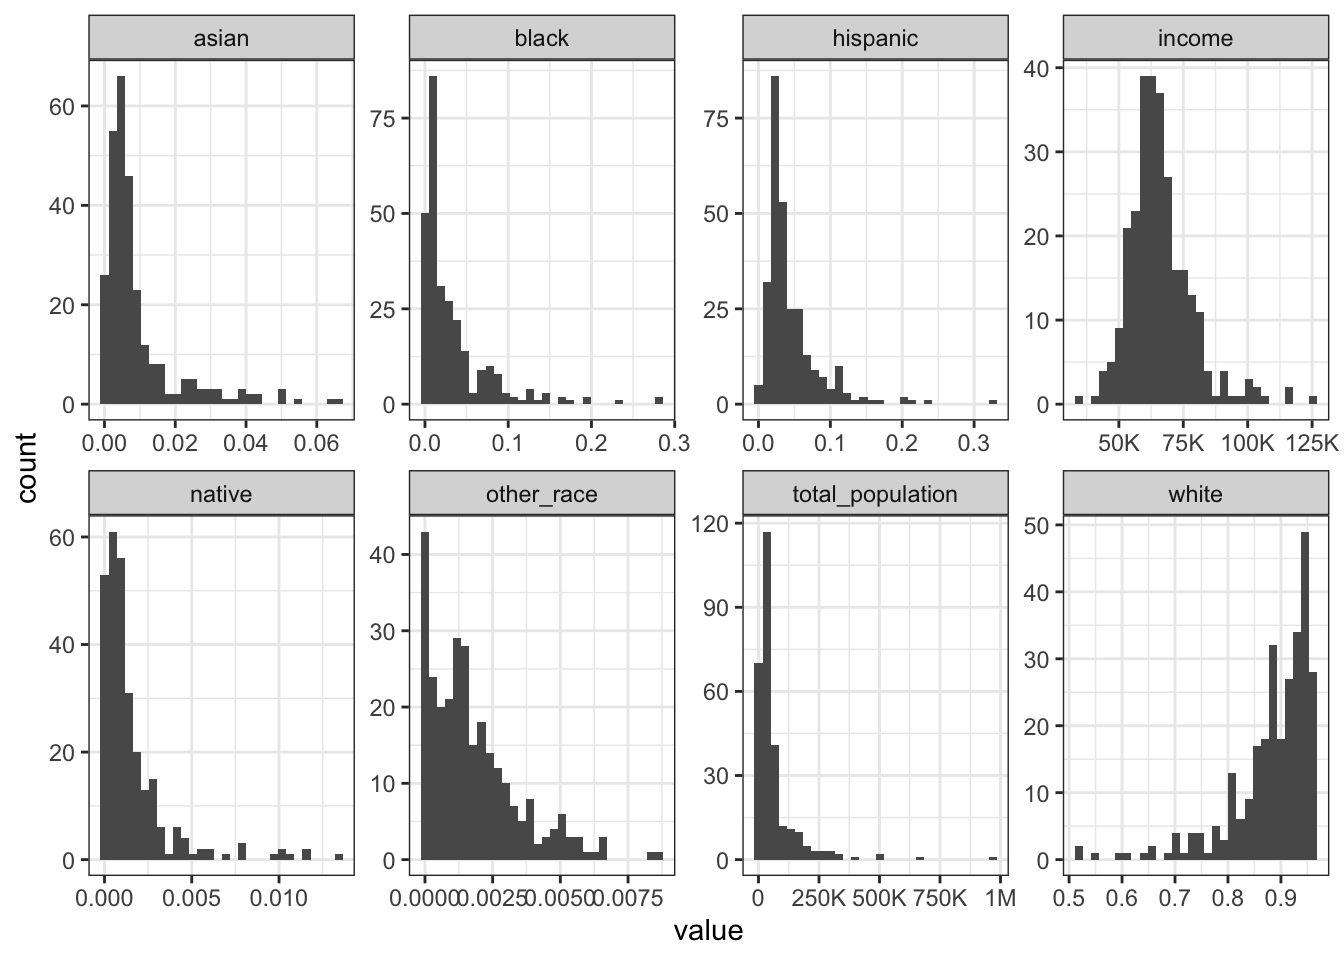 asian
black
hispanic
income
60
40
20
0
75
50
25
0
75
50
25
0
40
30
20
10
0
0.00 0.02 0.04 0.06
0.0 0.1 0.2 0.3
0.0 0.1 0.2 0.3
50K 75K 100K 125K
native
other_race
total_population
white
60
40
20
0
40
30
20
10
0
120
90
60
30
0
50
40
30
20
10
0
0.000 0.005 0.010
0.0000 0.0025 0.0050 0.0075
0 250K 500K 750K 1M
0.5 0.6 0.7 0.8 0.9
count
value